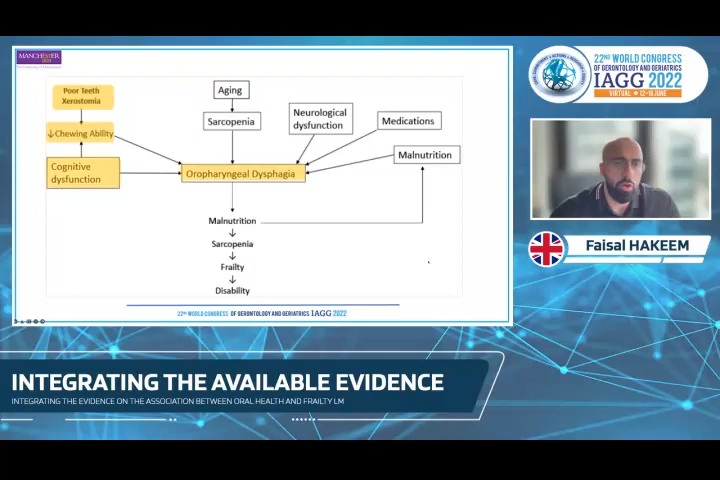 MANCHESTER
Poor Teeth
Xerostomia
↓Chewing Ability
Cognitive
dysfunction
Aging
Sarcopenia
Neurological
dysfunction
Medications
Malnutrition
Oropharyngeal Dysphagia
Malnutrition
Sarcopenia
Frailty
Disability
22ND WORLD CONGRESS OF GERONTOLOGY AND GERIATRICS IAGG 2022
22ND WORLD CONGRESS
OF GERONTOLOGY AND GERIATRICS
IAGG 2022
VIRTUAL ★ 12-16 JUNE
Faisal HAKEEM
INTEGRATING THE AVAILABLE EVIDENCE
INTEGRATING THE EVIDENCE ON THE ASSOCIATION BETWEEN ORAL HEALTH AND FRAILTY LM